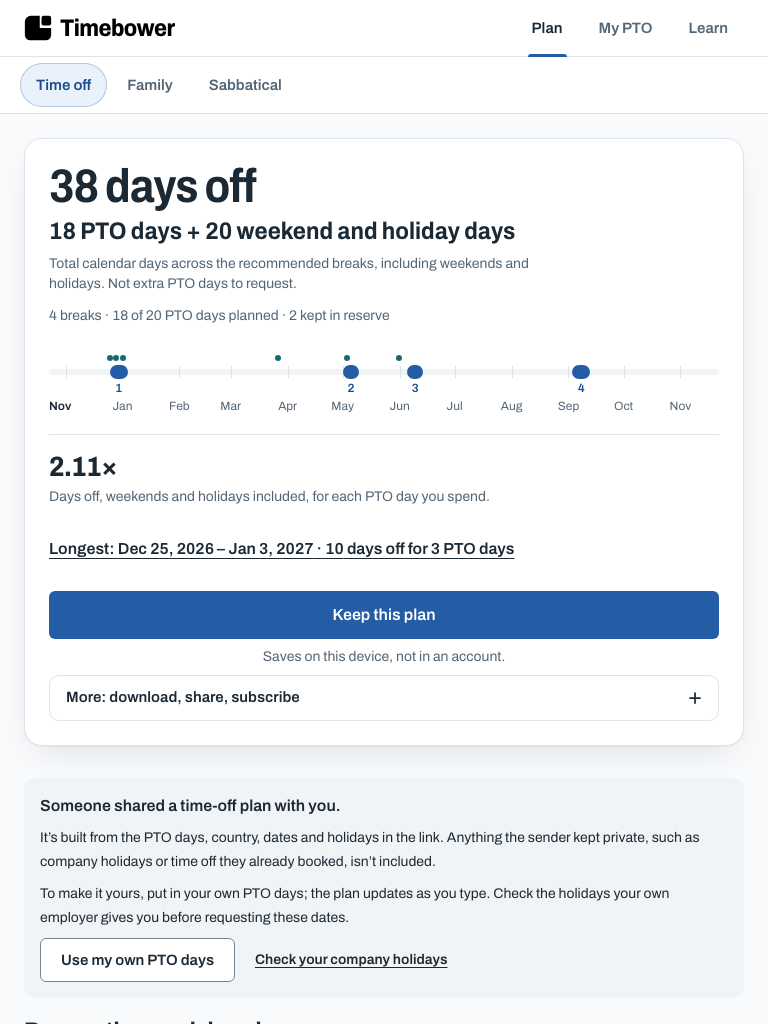 Timebower
Plan
My PTO
Learn
Time off
Family
Sabbatical
38 days off
18 PTO days + 20 weekend and holiday days
Total calendar days across the recommended breaks, including weekends and
holidays. Not extra PTO days to request.
4 breaks · 18 of 20 PTO days planned · 2 kept in reserve
1 2 3 4
Nov Jan Feb Mar Apr May Jun Jul Aug Sep Oct Nov
2.11×
Days off, weekends and holidays included, for each PTO day you spend.
Longest: Dec 25, 2026 – Jan 3, 2027 · 10 days off for 3 PTO days
Keep this plan
Saves on this device, not in an account.
More: download, share, subscribe
Someone shared a time-off plan with you.
It’s built from the PTO days, country, dates and holidays in the link. Anything the sender kept private, such as
company holidays or time off they already booked, isn’t included.
To make it yours, put in your own PTO days; the plan updates as you type. Check the holidays your own
employer gives you before requesting these dates.
Use my own PTO days
Check your company holidays